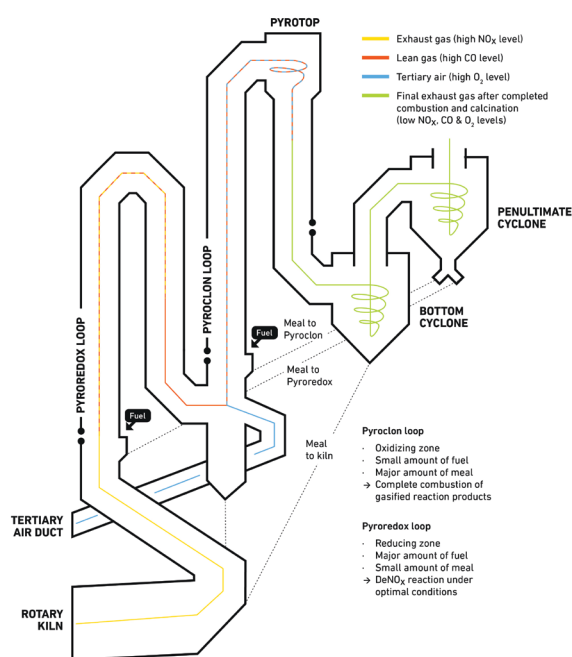 PYROTOP
Exhaust gas (high NOX level)
Lean gas (high CO level)
Tertiary air (high O2 level)
Final exhaust gas after completed
combustion and calcination
(low NOX, CO & O2 levels)
PENULTIMATE
CYCLONE
PYROCLON LOOP
BOTTOM
CYCLONE
Fuel
Meal to
Pyroclon
PYROREDOX LOOP
Meal to
Pyroredox
Fuel
Meal
to kiln
Pyroclon loop
· Oxidizing zone
· Small amount of fuel
· Major amount of meal
→ Complete combustion of
gasified reaction products
TERTIARY
AIR DUCT
Pyroredox loop
· Reducing zone
· Major amount of fuel
· Small amount of meal
→ DeNOX reaction under
optimal conditions
ROTARY
KILN